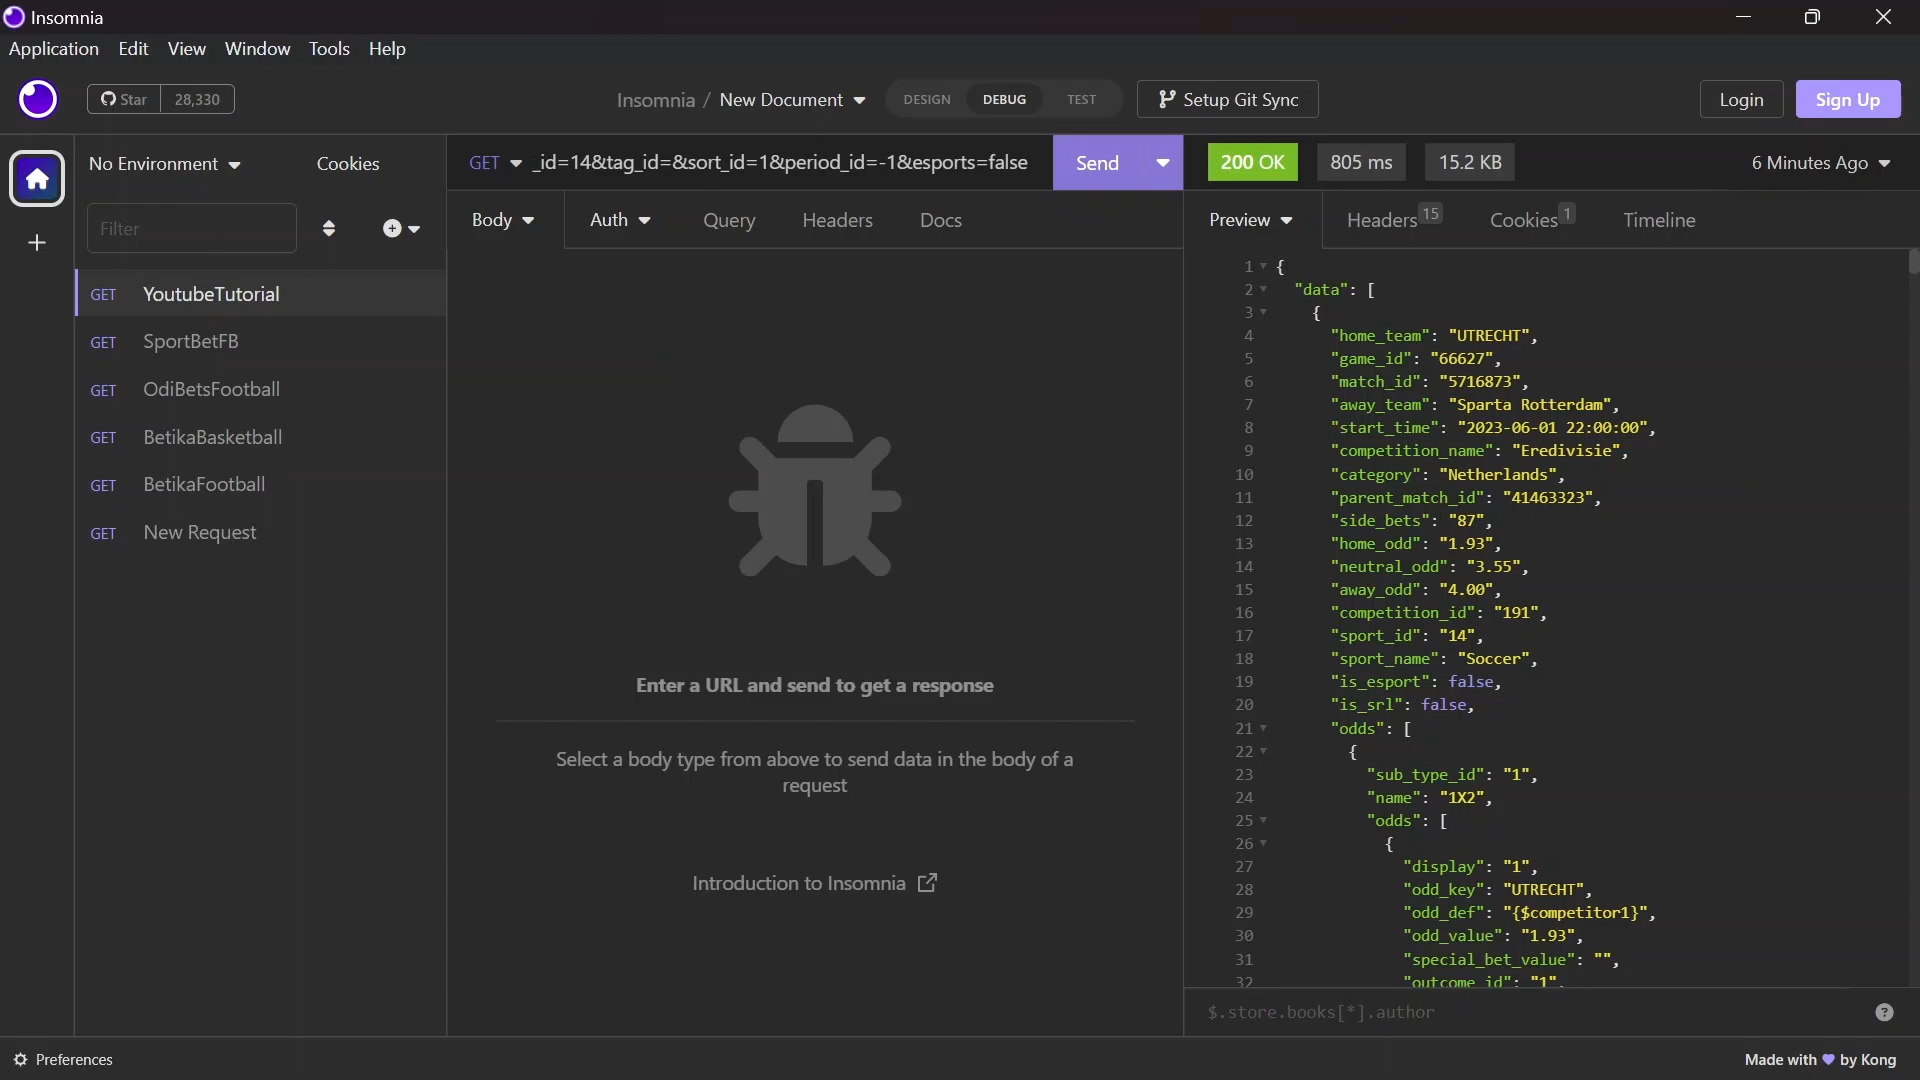 Insomnia
Application Edit View Window Tools Help
Star 28,330
Insomnia / New Document
DESIGN DEBUG TEST
Setup Git Sync
Login
Sign Up
No Environment
Cookies
Filter
GET YoutubeTutorial
GET SportBetFB
GET OdiBetsFootball
GET BetikaBasketball
GET BetikaFootball
GET New Request
GET _id=14&tag_id=&sort_id=1&period_id=-1&esports=false
Send
Body Auth Query Headers Docs
Enter a URL and send to get a response
Select a body type from above to send data in the body of a
request
Introduction to Insomnia
200 OK 805 ms 15.2 KB
6 Minutes Ago
Preview Headers 15 Cookies 1 Timeline
1 {
2 "data": [
3 {
4 "home_team": "UTRECHT",
5 "game_id": "66627",
6 "match_id": "5716873",
7 "away_team": "Sparta Rotterdam",
8 "start_time": "2023-06-01 22:00:00",
9 "competition_name": "Eredivisie",
10 "category": "Netherlands",
11 "parent_match_id": "41463323",
12 "side_bets": "87",
13 "home_odd": "1.93",
14 "neutral_odd": "3.55",
15 "away_odd": "4.00",
16 "competition_id": "191",
17 "sport_id": "14",
18 "sport_name": "Soccer",
19 "is_esport": false,
20 "is_srl": false,
21 "odds": [
22 {
23 "sub_type_id": "1",
24 "name": "1X2",
25 "odds": [
26 {
27 "display": "1",
28 "odd_key": "UTRECHT",
29 "odd_def": "{$competitor1}",
30 "odd_value": "1.93",
31 "special_bet_value": "",
32 "outcome_id": "1",
$.store.books[*].author
Preferences
Made with by Kong